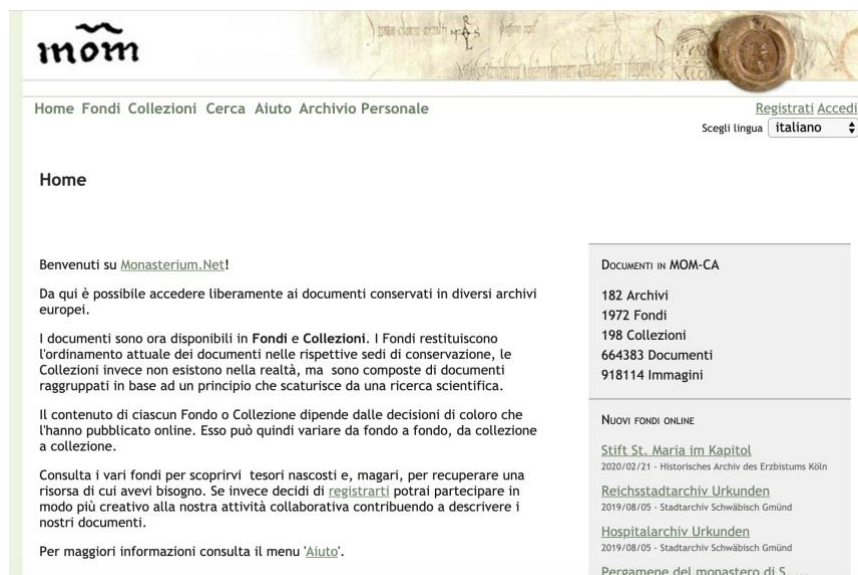 mom
Home Fondi Collezioni Cerca Aiuto Archivio Personale
Registrati Accedi
Scegli lingua italiano
Home
Benvenuti su Monasterium.Net!
Da qui è possibile accedere liberamente ai documenti conservati in diversi archivi
europei.
I documenti sono ora disponibili in Fondi e Collezioni. I Fondi restituiscono
l'ordinamento attuale dei documenti nelle rispettive sedi di conservazione, le
Collezioni invece non esistono nella realtà, ma sono composte di documenti
raggruppati in base ad un principio che scaturisce da una ricerca scientifica.
Il contenuto di ciascun Fondo o Collezione dipende dalle decisioni di coloro che
l'hanno pubblicato online. Esso può quindi variare da fondo a fondo, da collezione
a collezione.
Consulta i vari fondi per scoprirvi tesori nascosti e, magari, per recuperare una
risorsa di cui avevi bisogno. Se invece decidi di registrarti potrai partecipare in
modo più creativo alla nostra attività collaborativa contribuendo a descrivere i
nostri documenti.
Per maggiori informazioni consulta il menu 'Aiuto'.
Documenti in MOM-CA
182 Archivi
1972 Fondi
198 Collezioni
664383 Documenti
918114 Immagini
Nuovi fondi online
Stift St. Maria im Kapitol
2020/02/21 - Historisches Archiv des Erzbistums Köln
Reichsstadtarchiv Urkunden
2019/08/05 - Stadtarchiv Schwäbisch Gmünd
Hospitalarchiv Urkunden
2019/08/05 - Stadtarchiv Schwäbisch Gmünd
Pergamene del monastero di S.